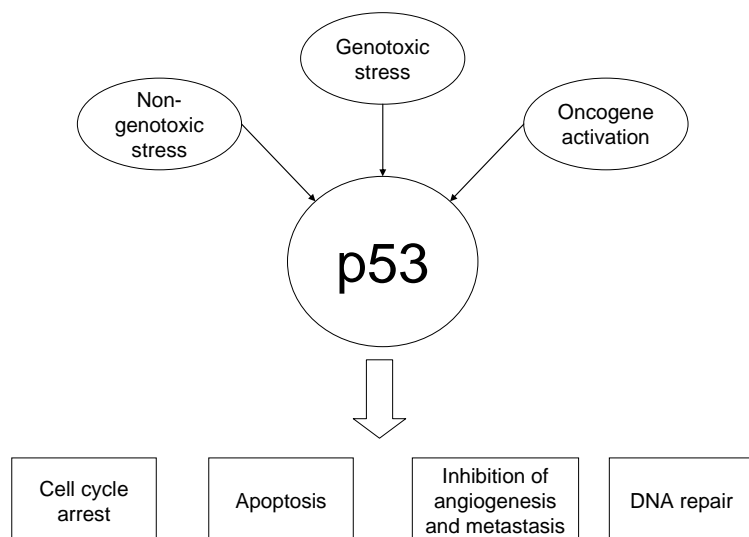 Genotoxic
stress
Non-
genotoxic
stress
Oncogene
activation
p53
Cell cycle
arrest
Apoptosis
Inhibition of
angiogenesis
and metastasis
DNA repair